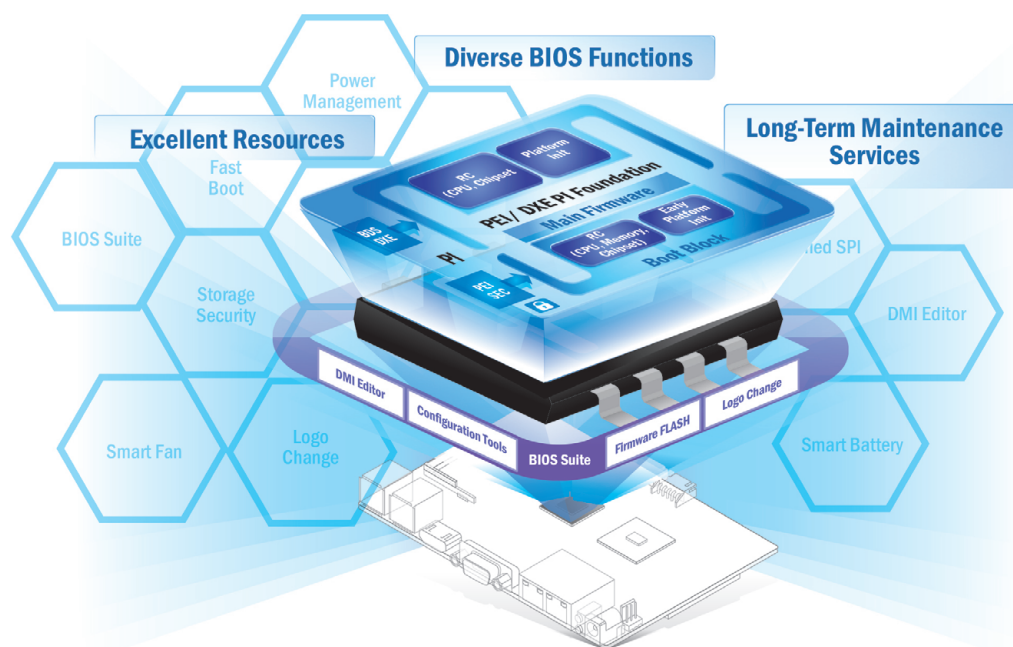 Diverse BIOS Functions
Power
Management
Excellent Resources
Long-Term Maintenance
Services
Fast
Boot
BIOS Suite
Storage
Security
Smart Fan
Logo
Change
SPI
DMI Editor
Smart Battery
RC
(CPU, Chipset
Platform
Init
PEI/ DXE PI Foundation
Main Firmware
BDS
DXE
PI
RC
(CPU, Memory,
Chipset)
Early
Platform
Init
Boot Block
PEI
SEC
DMI Editor
Configuration Tools
BIOS Suite
Firmware FLASH
Logo Change